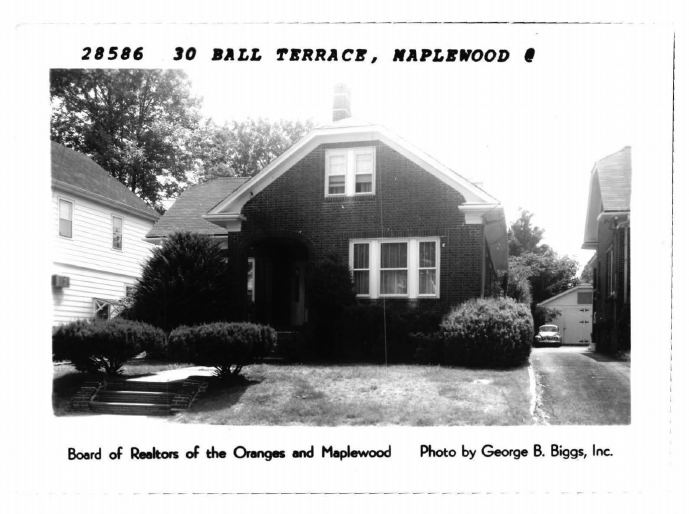 28586 30 BALL TERRACE, MAPLEWOOD @
Board of Realtors of the Oranges and Maplewood Photo by George B. Biggs, Inc.